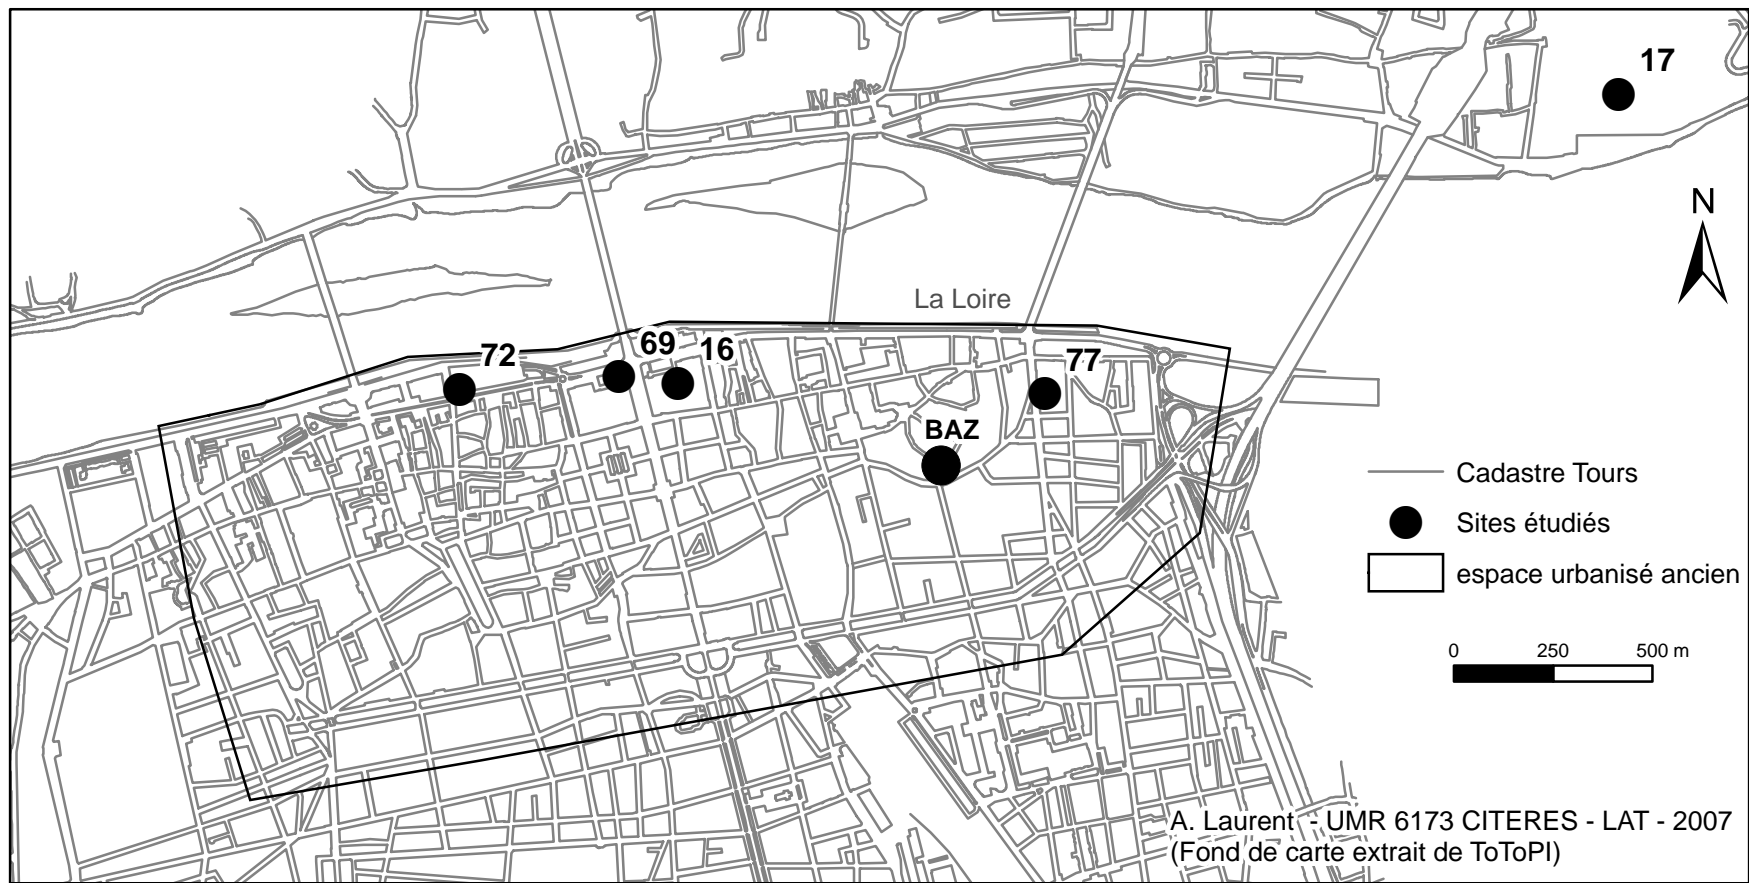 17
N
La Loire
72
69
16
77
BAZ
Cadastre Tours
Sites étudiés
espace urbanisé ancien
0 250 500 m
A. Laurent - UMR 6173 CITERES - LAT - 2007
(Fond de carte extrait de ToToPI)